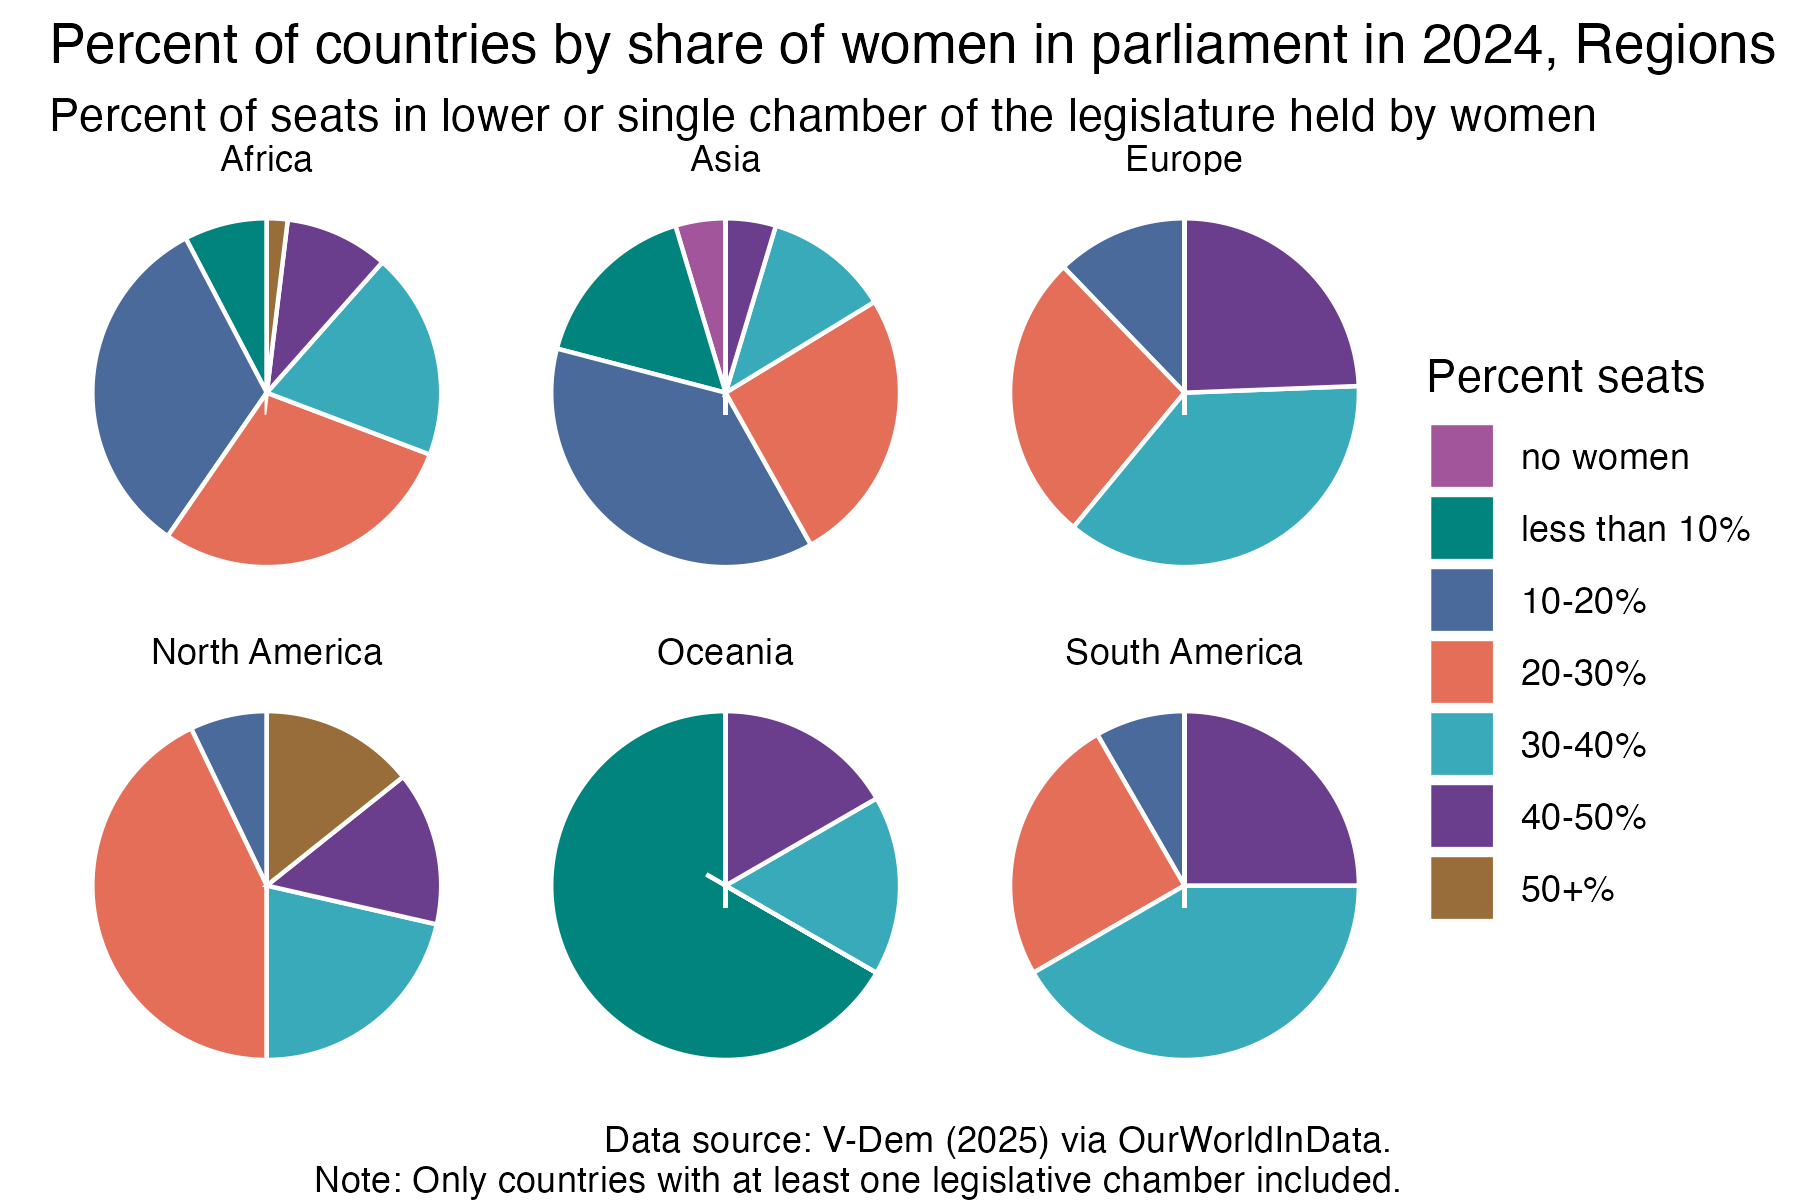 Percent of countries by share of women in parliament in 2024, Regions
Percent of seats in lower or single chamber of the legislature held by women
Africa
Asia
Europe
North America
Oceania
South America
Percent seats
no women
less than 10%
10-20%
20-30%
30-40%
40-50%
50+%
Data source: V-Dem (2025) via OurWorldInData.
Note: Only countries with at least one legislative chamber included.